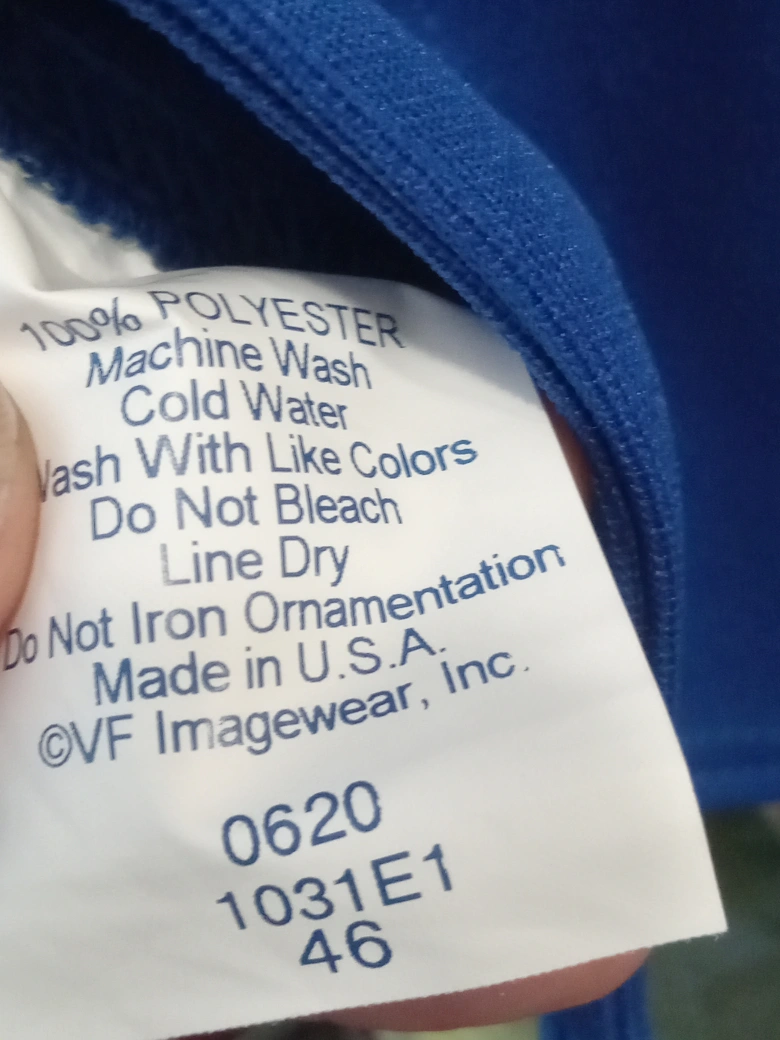 100% POLYESTER
Machine Wash
Cold Water
Wash With Like Colors
Do Not Bleach
Line Dry
Do Not Iron Ornamentation
Made in U.S.A.
©VF Imagewear, Inc.
0620
1031E1
46